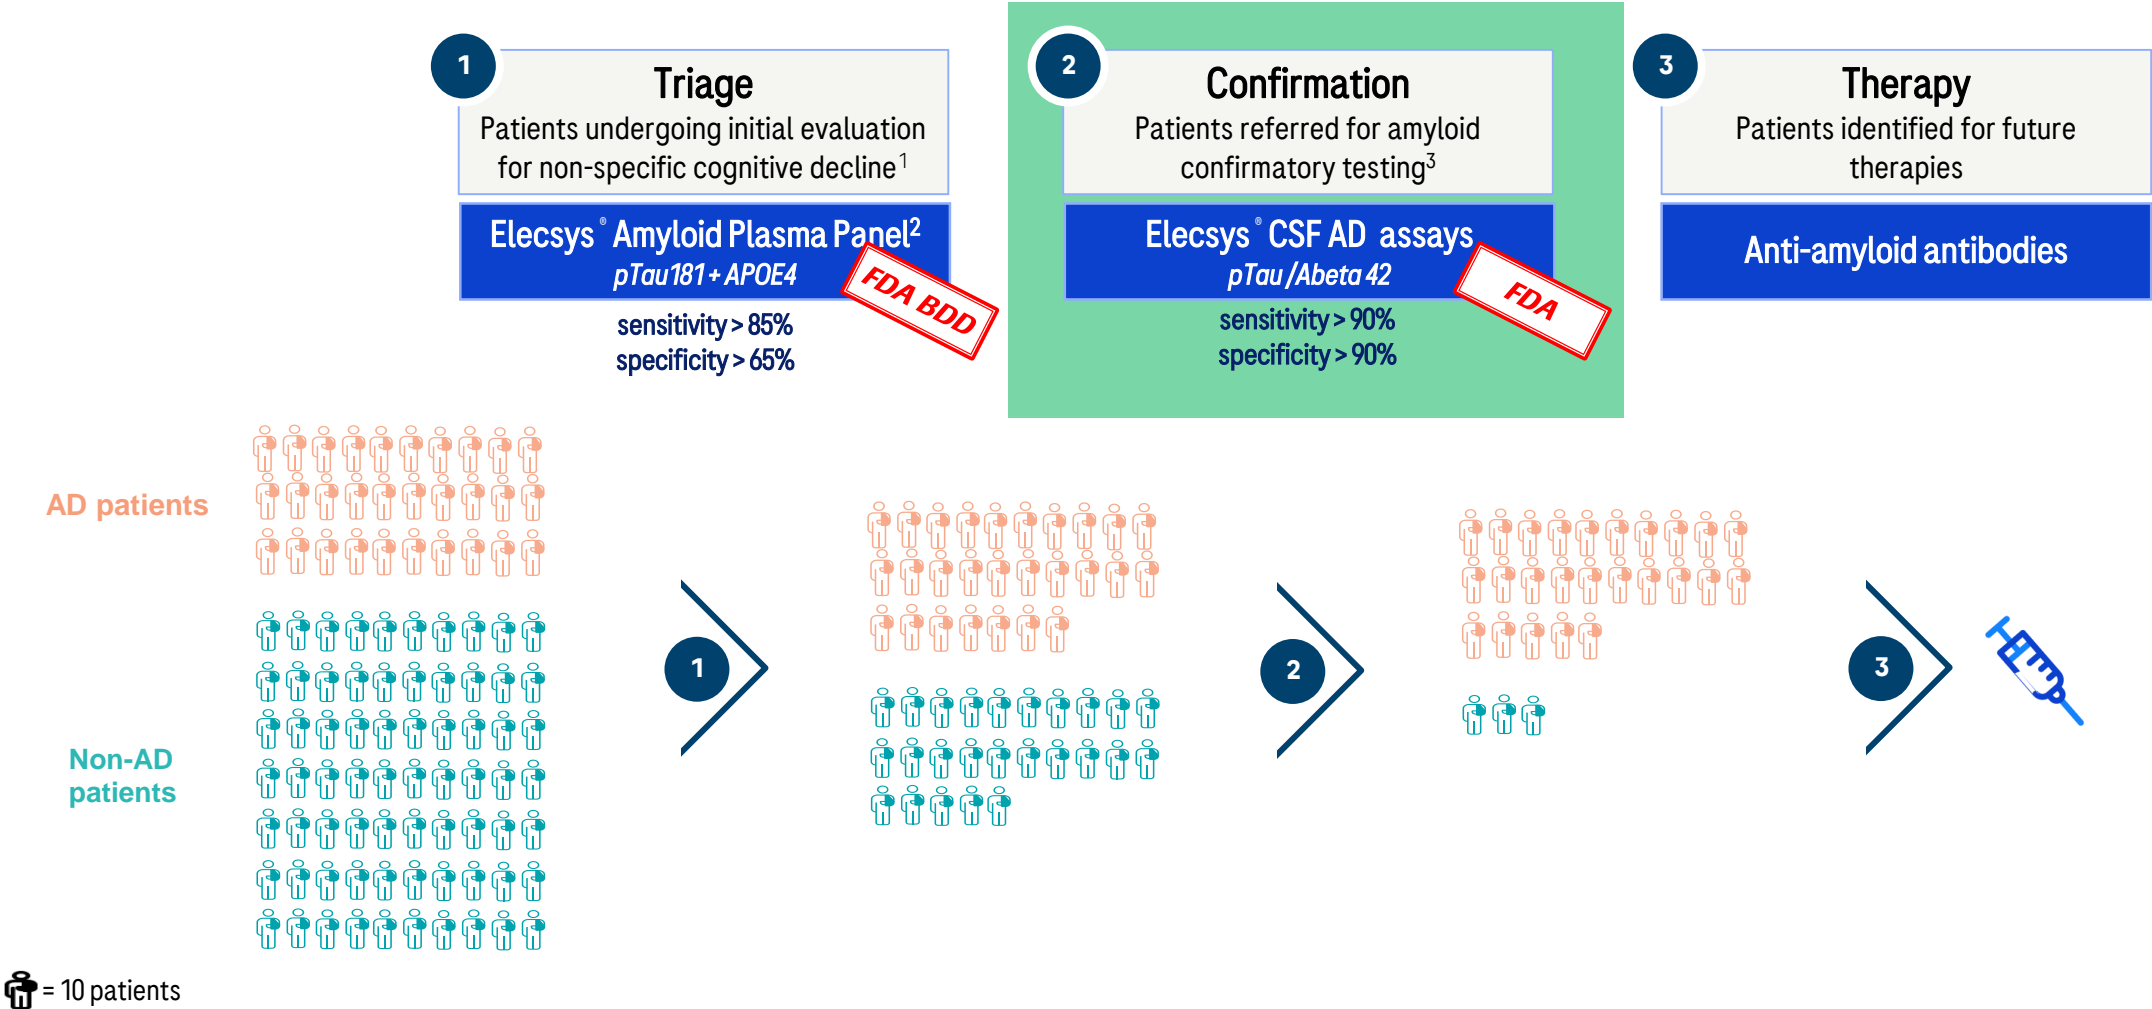 1
Triage
Patients undergoing initial evaluation
for non-specific cognitive decline1
Elecsys® Amyloid Plasma Panel2
pTau181 + APOE4
FDA BDD
sensitivity > 85%
specificity > 65%
2
Confirmation
Patients referred for amyloid
confirmatory testing3
Elecsys® CSF AD assays
pTau /Abeta 42
FDA
sensitivity > 90%
specificity > 90%
3
Therapy
Patients identified for future
therapies
Anti-amyloid antibodies
AD patients
Non-AD
patients
1
2
3
= 10 patients